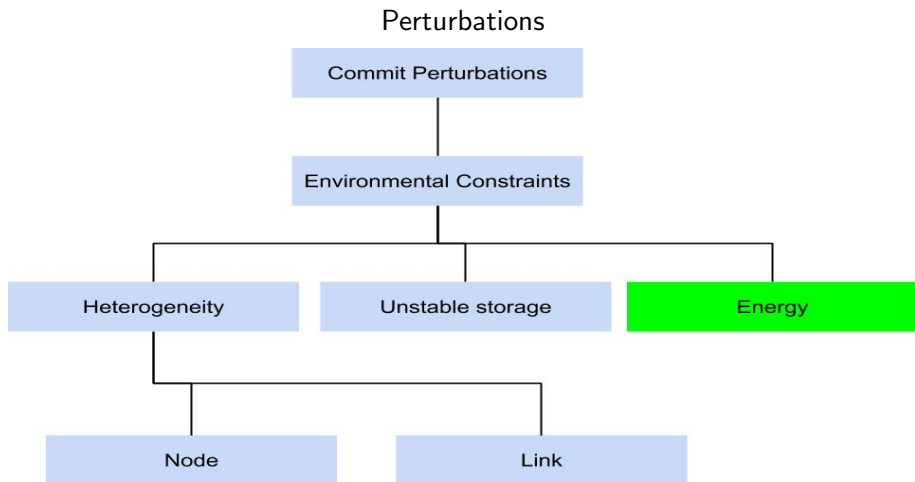 Perturbations
Commit Perturbations
Environmental Constraints
Heterogeneity
Unstable storage
Energy
Node
Link